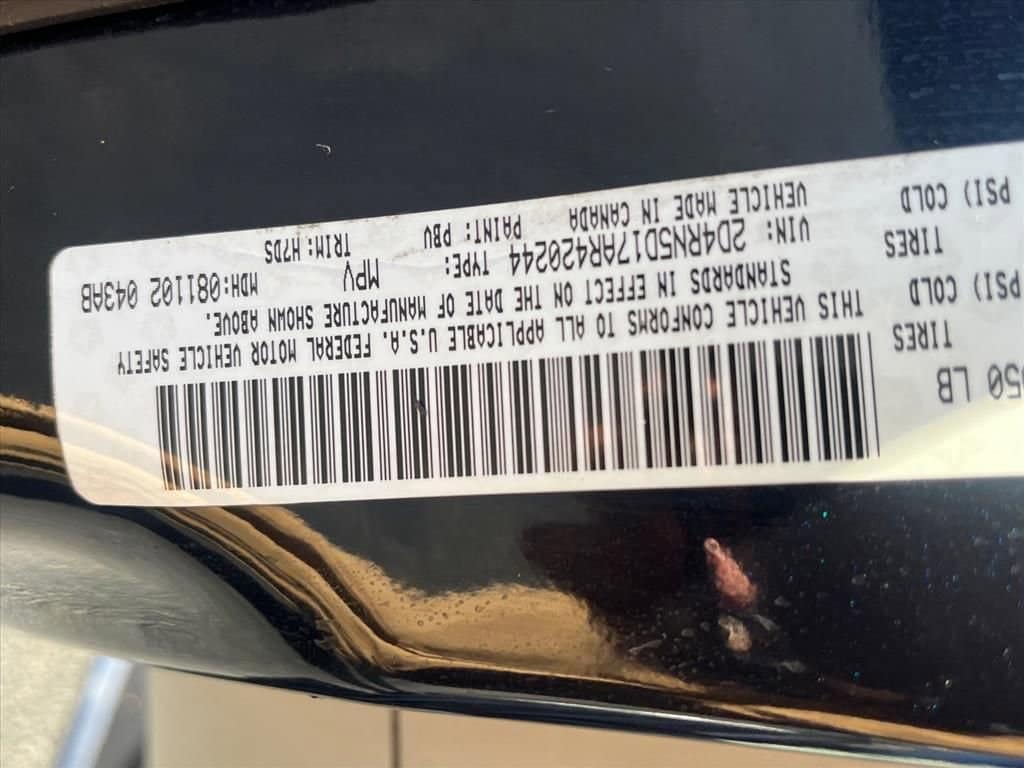 50 LB
TIRES
PSI) COLD
TIRES
PSI) COLD
THIS VEHICLE CONFORMS TO ALL APPLICABLE U.S.A. FEDERAL MOTOR VEHICLE SAFETY
STANDARDS IN EFFECT ON THE DATE OF MANUFACTURE SHOWN ABOVE.
VIN: 2D4RN5D17AR420244 TYPE: MPV MDH:081102 043AB
VEHICLE MADE IN CANADA PAINT: PBV TRIM: H7DS